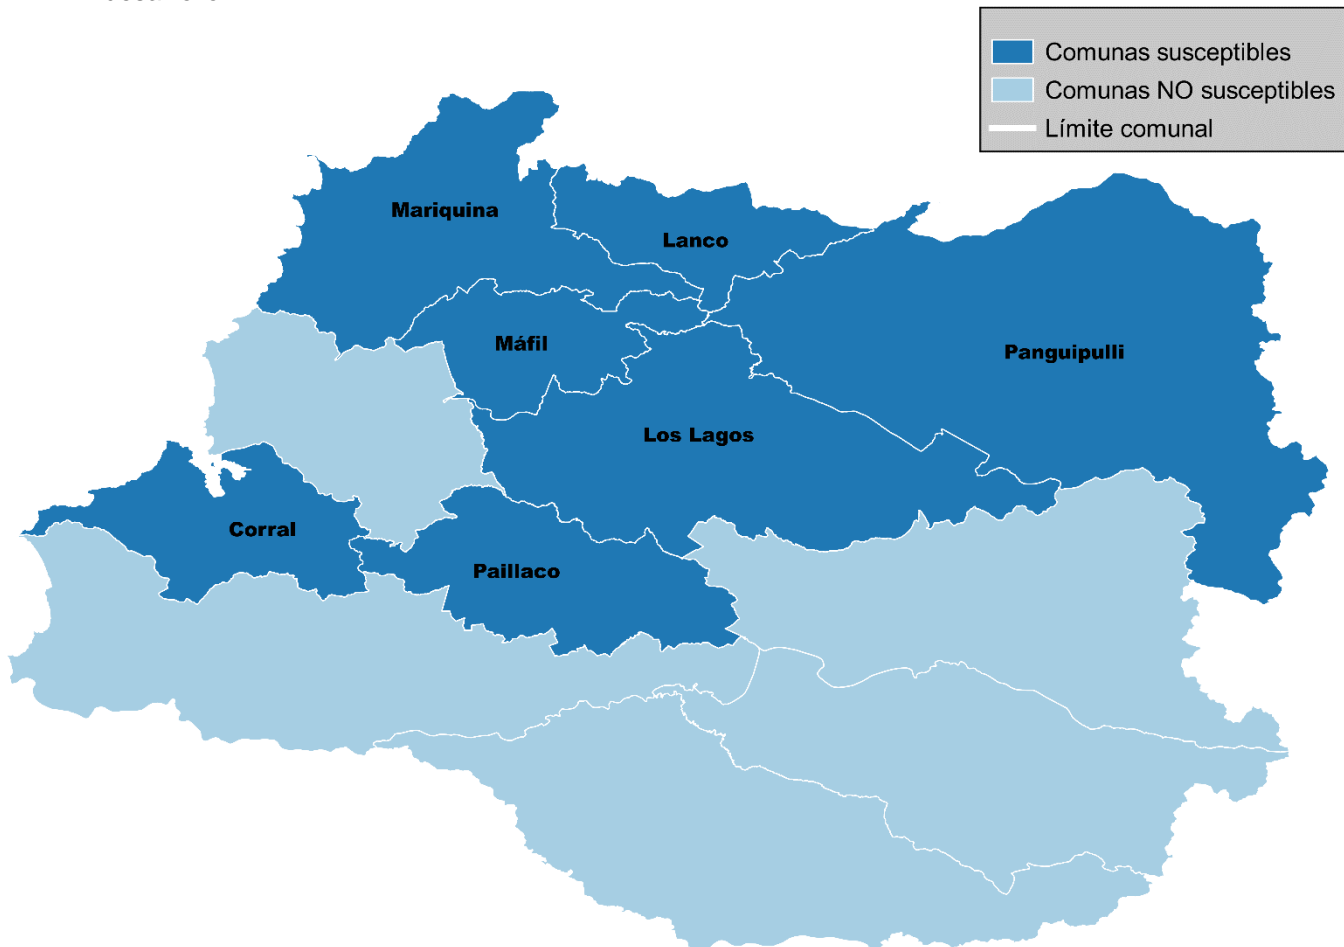 Comunas susceptibles
Comunas NO susceptibles
Límite comunal
Mariquina
Lanco
Máfil
Panguipulli
Los Lagos
Corral
Paillaco